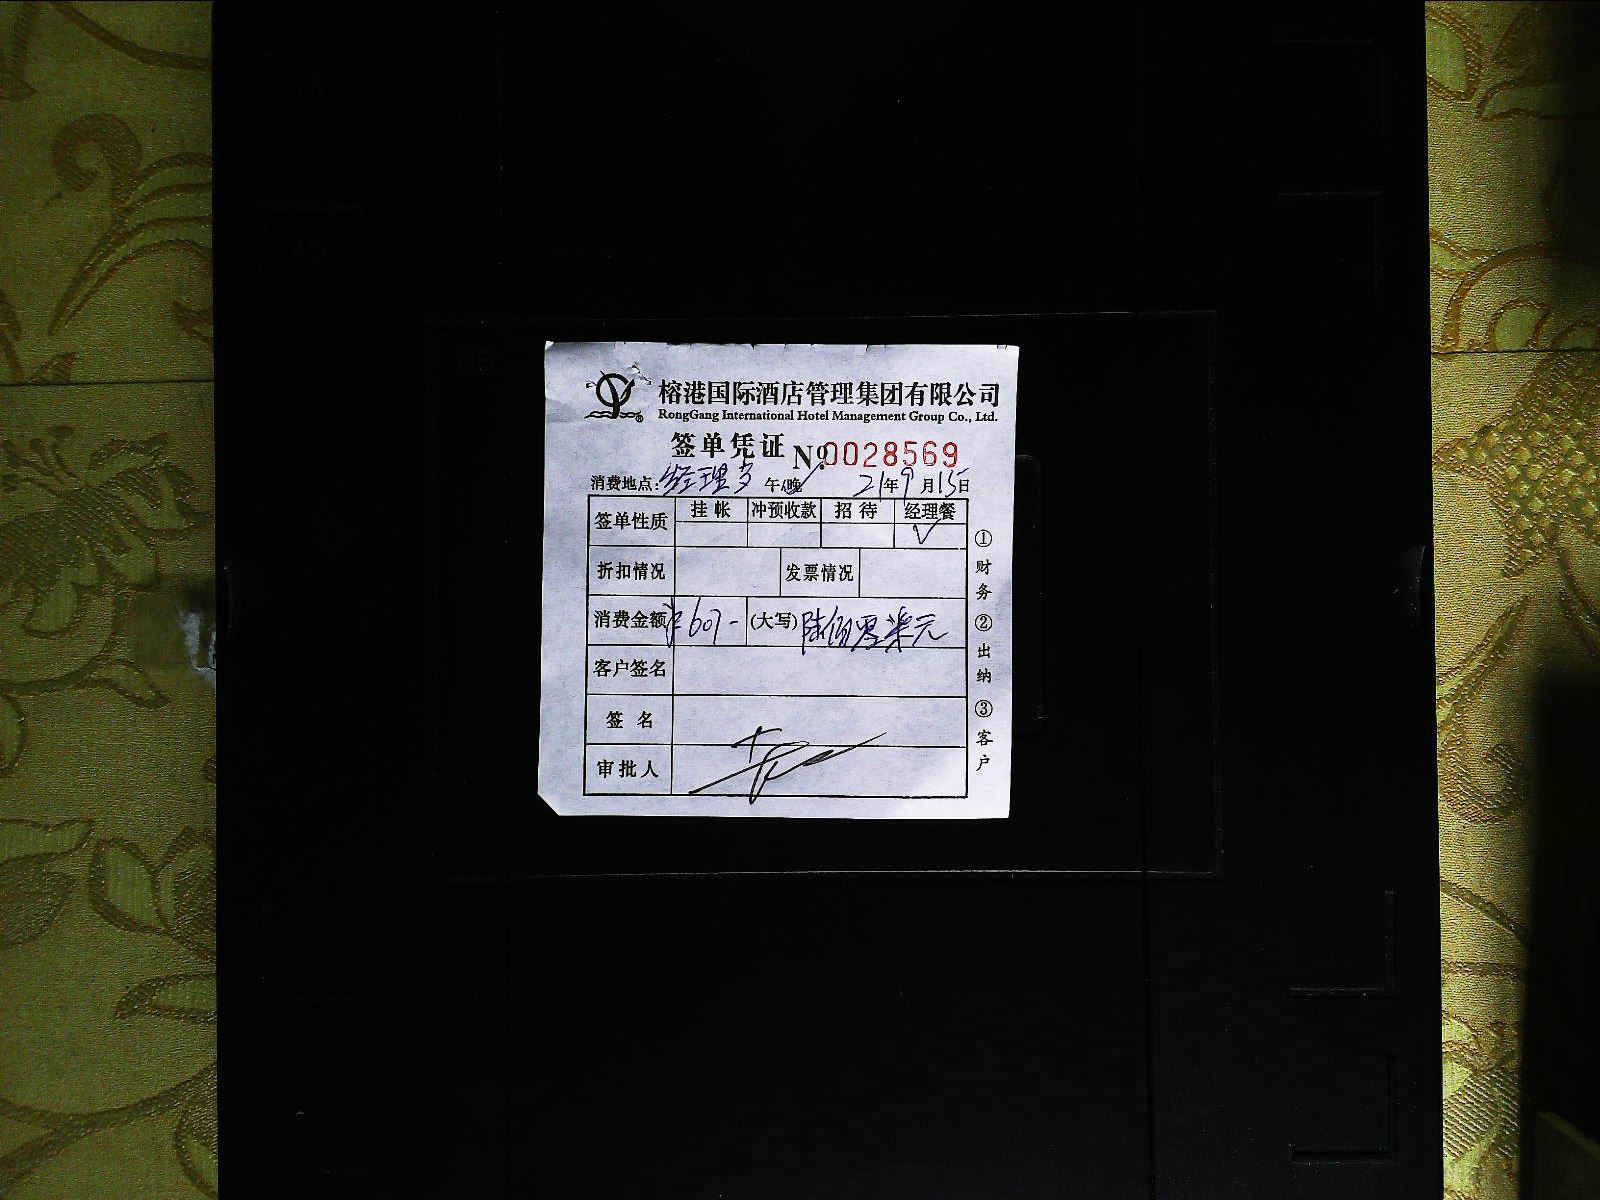 榕港国际酒店管理集团有限公司
RongGang International Hotel Management Group Co., Ltd.
签单凭证 Nº 0028569
消费地点: 经理 午/晚 21年9月15日
签单性质 挂帐 冲预收款 招待 经理餐
√
折扣情况 发票情况
消费金额 ¥607- (大写) 陆佰零柒元
客户签名
签名
审批人
①财务 ②出纳 ③客户